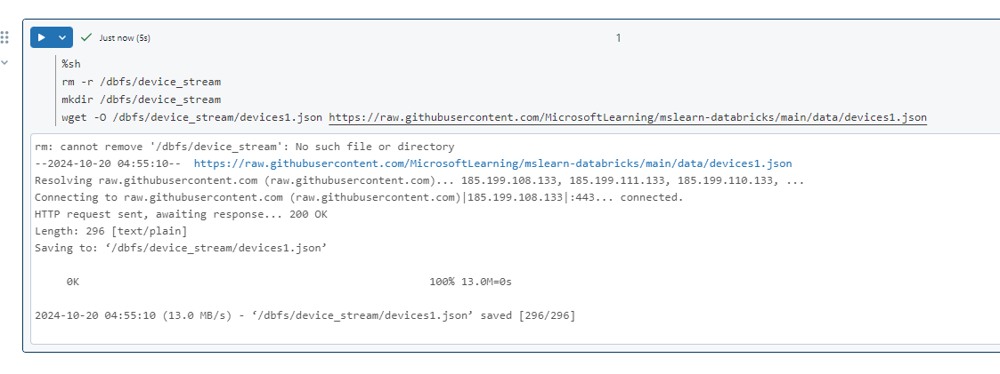 Just now (5s)
1
%sh
rm -r /dbfs/device_stream
mkdir /dbfs/device_stream
wget -O /dbfs/device_stream/devices1.json https://raw.githubusercontent.com/MicrosoftLearning/mslearn-databricks/main/data/devices1.json
rm: cannot remove '/dbfs/device_stream': No such file or directory
--2024-10-20 04:55:10--  https://raw.githubusercontent.com/MicrosoftLearning/mslearn-databricks/main/data/devices1.json
Resolving raw.githubusercontent.com (raw.githubusercontent.com)... 185.199.108.133, 185.199.111.133, 185.199.110.133, ...
Connecting to raw.githubusercontent.com (raw.githubusercontent.com)|185.199.108.133|:443... connected.
HTTP request sent, awaiting response... 200 OK
Length: 296 [text/plain]
Saving to: ‘/dbfs/device_stream/devices1.json’
0K 100% 13.0M=0s
2024-10-20 04:55:10 (13.0 MB/s) - ‘/dbfs/device_stream/devices1.json’ saved [296/296]